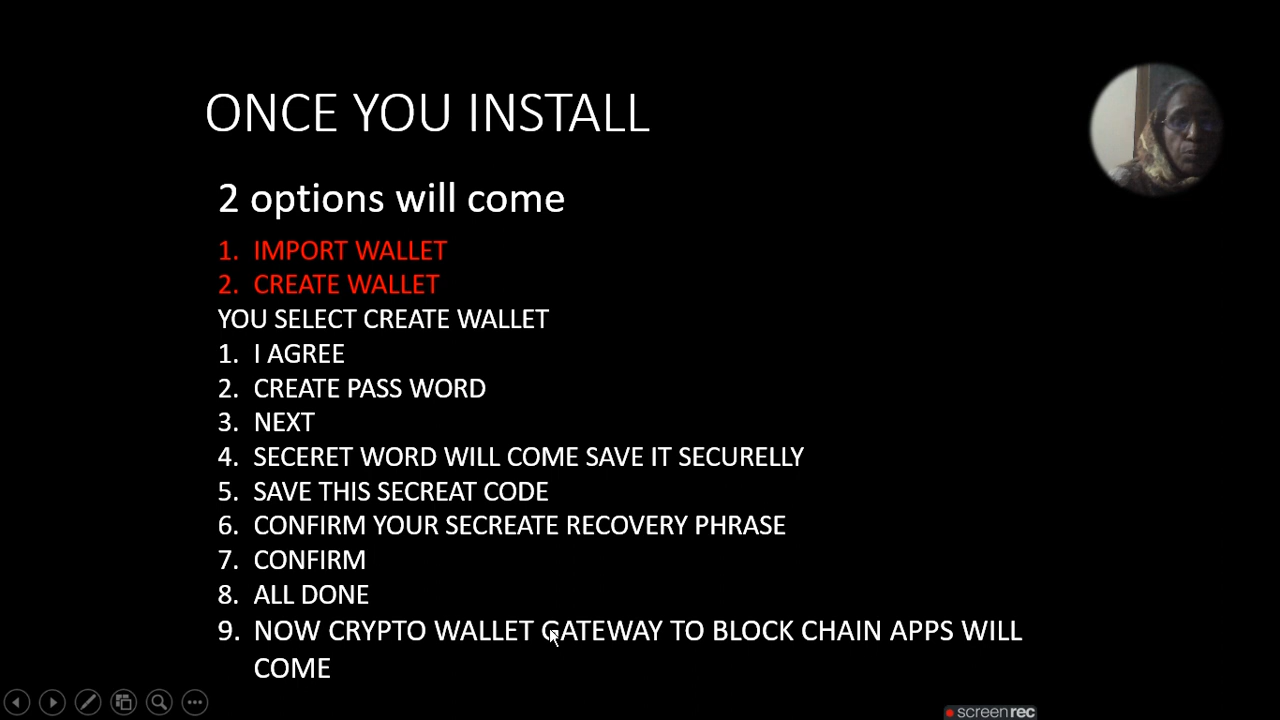 ONCE YOU INSTALL
2 options will come
1. IMPORT WALLET
2. CREATE WALLET
YOU SELECT CREATE WALLET
1. I AGREE
2. CREATE PASS WORD
3. NEXT
4. SECERET WORD WILL COME SAVE IT SECURELLY
5. SAVE THIS SECREAT CODE
6. CONFIRM YOUR SECREATE RECOVERY PHRASE
7. CONFIRM
8. ALL DONE
9. NOW CRYPTO WALLET GATEWAY TO BLOCK CHAIN APPS WILL
COME
screenrec